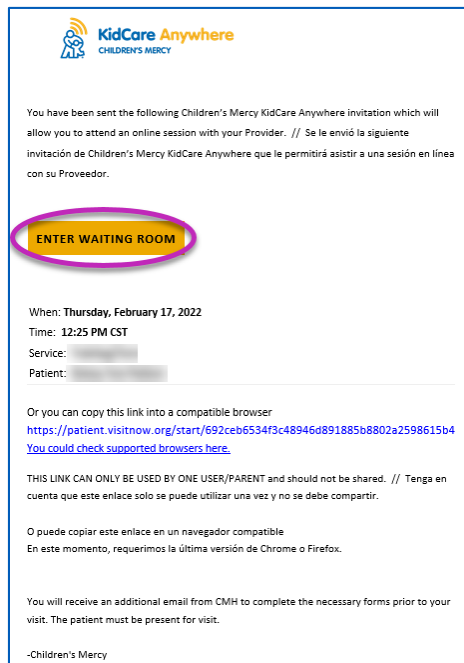 KidCare Anywhere
CHILDREN'S MERCY
You have been sent the following Children's Mercy KidCare Anywhere invitation which will
allow you to attend an online session with your Provider. // Se le envió la siguiente
invitación de Children's Mercy KidCare Anywhere que le permitirá asistir a una sesión en línea
con su Proveedor.
ENTER WAITING ROOM
When: Thursday, February 17, 2022
Time: 12:25 PM CST
Service:
Patient:
Or you can copy this link into a compatible browser
https://patient.visitnow.org/start/692ceb6534f3c48946d891885b8802a2598615b4
You could check supported browsers here.
THIS LINK CAN ONLY BE USED BY ONE USER/PARENT and should not be shared. // Tenga en
cuenta que este enlace solo se puede utilizar una vez y no se debe compartir.
O puede copiar este enlace en un navegador compatible
En este momento, requerimos la última versión de Chrome o Firefox.
You will receive an additional email from CMH to complete the necessary forms prior to your
visit. The patient must be present for visit.
-Children's Mercy